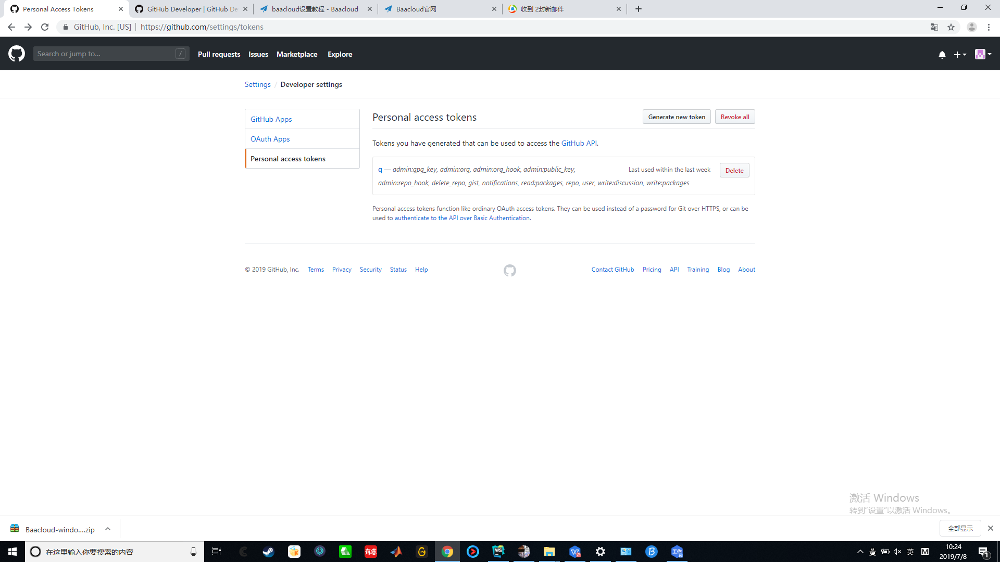 Personal Access Tokens
GitHub Developer | GitHub De
baacloud设置教程 - Baacloud
Baacloud官网
收到 2封新邮件
GitHub, Inc. [US] | https://github.com/settings/tokens
Search or jump to... /
Pull requests Issues Marketplace Explore
Settings / Developer settings
GitHub Apps
OAuth Apps
Personal access tokens
Personal access tokens
Generate new token
Revoke all
Tokens you have generated that can be used to access the GitHub API.
q — admin:gpg_key, admin:org, admin:org_hook, admin:public_key,
Last used within the last week
Delete
admin:repo_hook, delete_repo, gist, notifications, read:packages, repo, user, write:discussion, write:packages
Personal access tokens function like ordinary OAuth access tokens. They can be used instead of a password for Git over HTTPS, or can be
used to authenticate to the API over Basic Authentication.
© 2019 GitHub, Inc. Terms Privacy Security Status Help
Contact GitHub Pricing API Training Blog About
激活 Windows
转到"设置"以激活 Windows。
Baacloud-windo....zip
全部显示
在这里输入你要搜索的内容
有道
WS
工作
英
M
10:24
2019/7/8
1